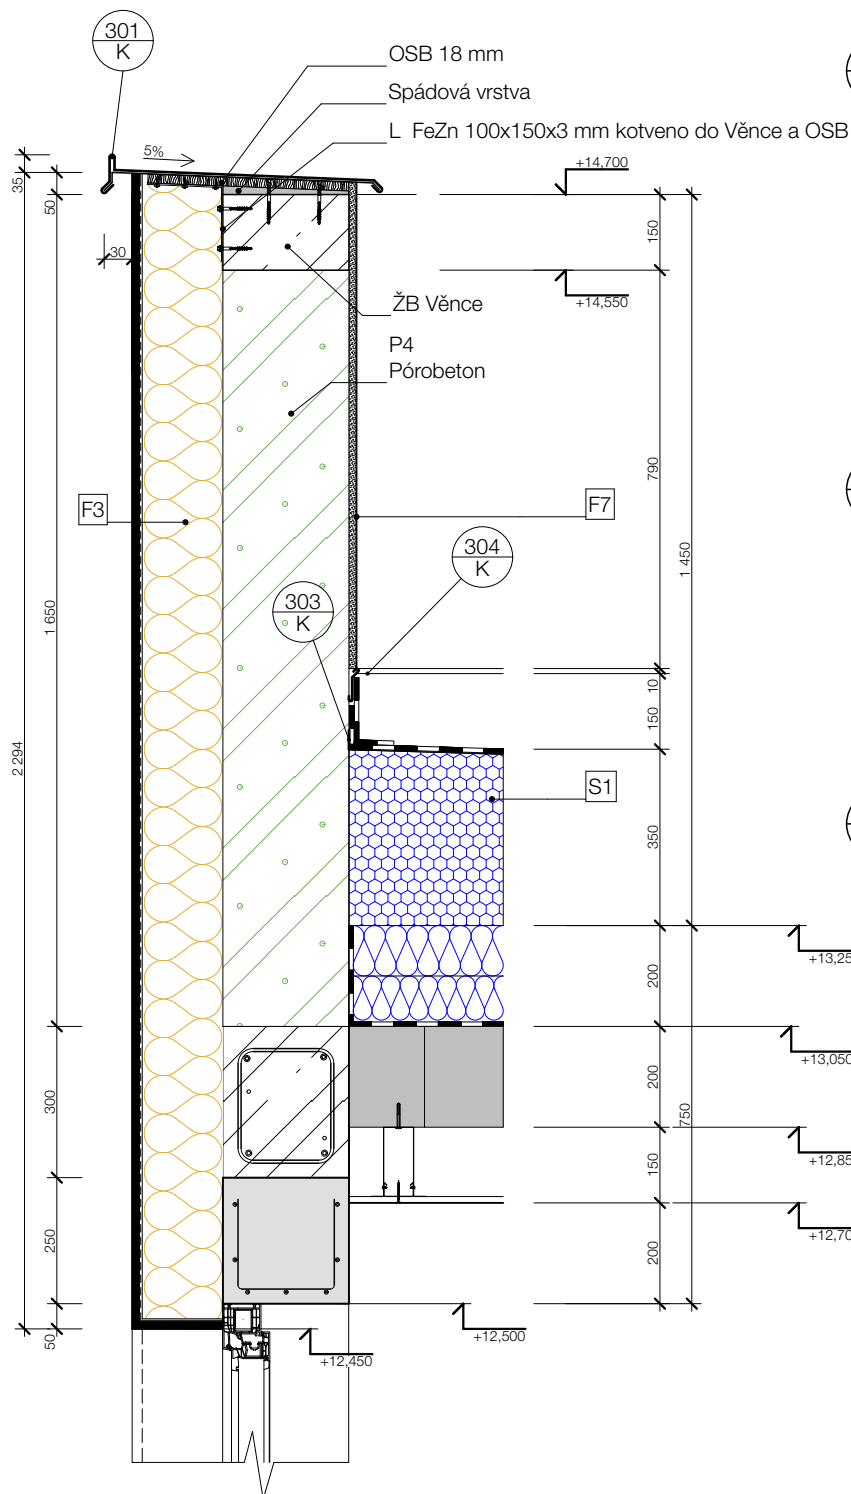 301
K
OSB 18 mm
Spádová vrstva
L FeZn 100x150x3 mm kotveno do Věnce a OSB
5%
+14,700
35
50
150
30
+14,550
ŽB Věnce
P4
Pórobeton
790
F3
F7
304
K
1 450
303
K
1 650
10
150
2 294
S1
350
+13,25
200
+13,050
300
200
750
+12,85
150
+12,70
250
200
50
+12,500
+12,450